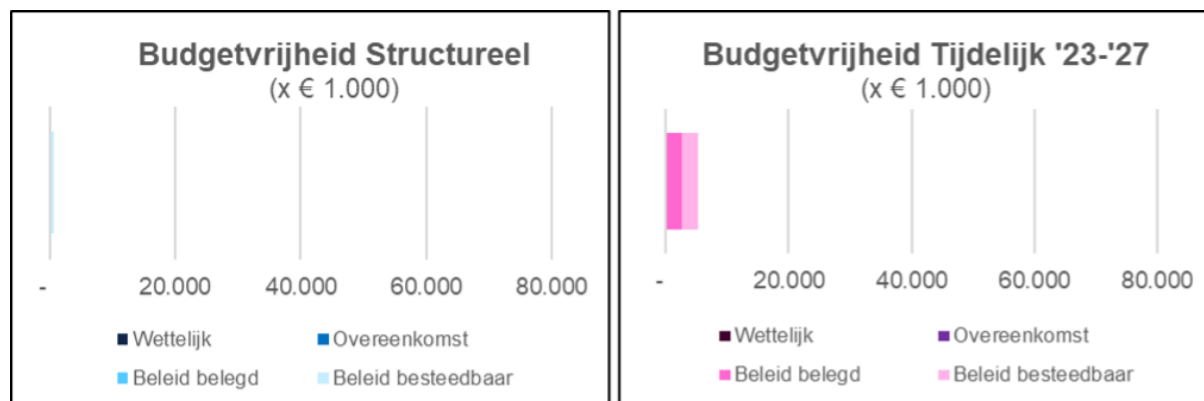 Budgetvrijheid Structureel
(x € 1.000)
- 20.000 40.000 60.000 80.000
Wettelijk Overeenkomst
Beleid belegd Beleid besteedbaar
Budgetvrijheid Tijdelijk '23-'27
(x € 1.000)
- 20.000 40.000 60.000 80.000
Wettelijk Overeenkomst
Beleid belegd Beleid besteedbaar